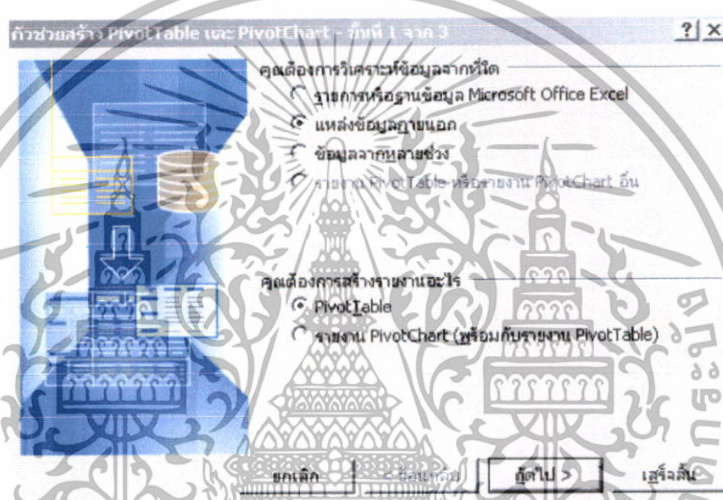 ตัวช่วยสร้าง PivotTable และ PivotChart - ขั้นที่ 1 จาก 3
คุณต้องการวิเคราะห์ข้อมูลจากที่ใด
รายการหรือฐานข้อมูล Microsoft Office Excel
แหล่งข้อมูลภายนอก
ข้อมูลจากหลายช่วง
รายงาน PivotTable หรือรายงาน PivotChart อื่น
คุณต้องการสร้างรายงานอะไร
PivotTable
รายงาน PivotChart (พร้อมกับรายงาน PivotTable)
ยกเลิก < ย้อนกลับ ถัดไป > เสร็จสิ้น